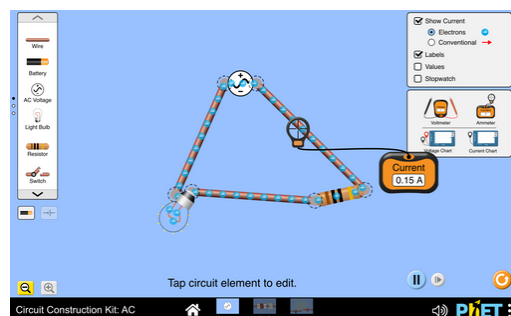 Wire
Battery
AC Voltage
Light Bulb
Resistor
Switch
Show Current
Electrons
Conventional
Labels
Values
Stopwatch
Voltmeter
Ammeter
Voltage Chart
Current Chart
Current
0.15 A
Tap circuit element to edit.
Circuit Construction Kit: AC
PhET